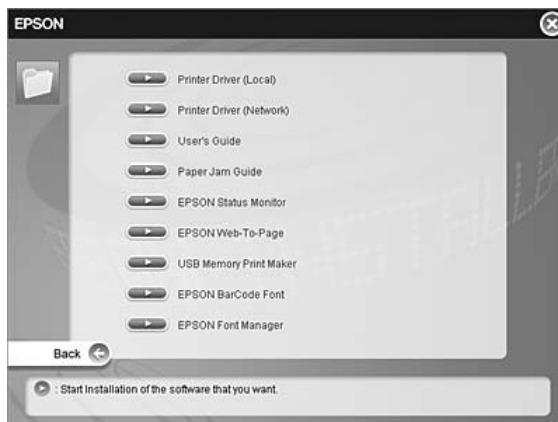 EPSON
Printer Driver (Local)
Printer Driver (Network)
User's Guide
Paper Jam Guide
EPSON Status Monitor
EPSON Web-To-Page
USB Memory Print Maker
EPSON BarCode Font
EPSON Font Manager
Back
: Start Installation of the software that you want.